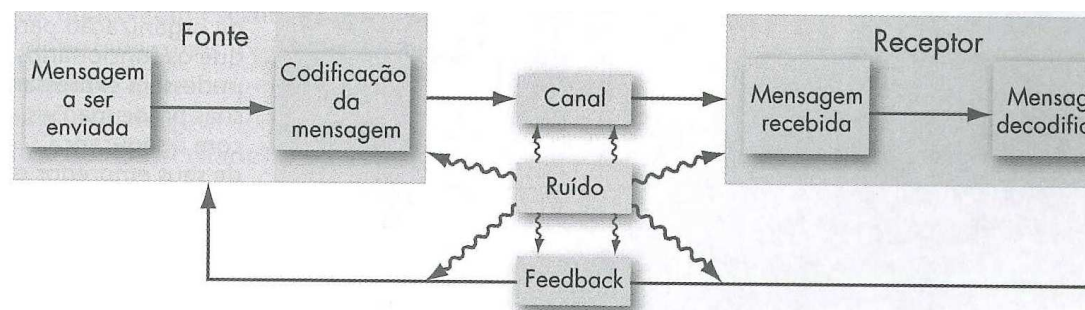 Fonte
Mensagem
a ser
enviada
Codificação
da
mensagem
Canal
Ruído
Feedback
Receptor
Mensagem
recebida